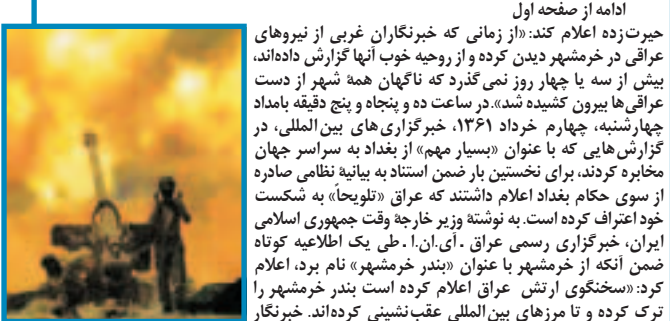 ادامه از صفحه اول
حیرت‌زده اعلام کند: «از زمانی که خبرنگاران غربی از نیروهای
عراقی در خرمشهر دیدن کرده و از روحیه خوب آنها گزارش داده‌اند،
بیش از سه یا چهار روز نمی‌گذرد که ناگهان همۀ شهر از دست
عراقی‌ها بیرون کشیده شد». در ساعت ده و پنجاه و پنج دقیقه بامداد
چهارشنبه، چهارم خرداد ۱۳۶۱، خبرگزاری‌های بین‌المللی، در
گزارش‌هایی که با عنوان «بسیار مهم» از بغداد به سراسر جهان
مخابره کردند، برای نخستین بار ضمن استناد به بیانیۀ نظامی صادره
از سوی حکام بغداد اعلام داشتند که عراق «تلویحاً» به شکست
خود اعتراف کرده است. به نوشتۀ وزیر خارجۀ وقت جمهوری اسلامی
ایران، خبرگزاری رسمی عراق ـ آی.ان.ا ـ طی یک اطلاعیه کوتاه
ضمن آنکه از خرمشهر با عنوان «بندر خرمشهر» نام برد، اعلام
کرد: «سخنگوی ارتش عراق اعلام کرده است بندر خرمشهر را
ترک کرده و تا مرزهای بین‌المللی عقب‌نشینی کرده‌اند. خبرنگار